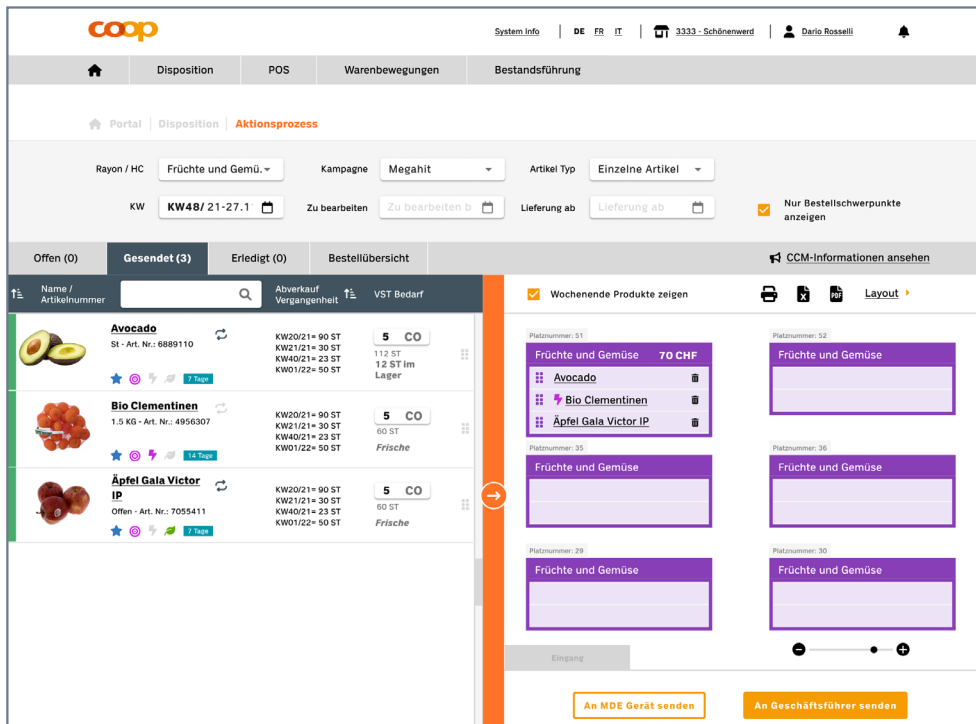 coop
System Info DE FR IT 3333 - Schönenwerd Dario Rosselli
Disposition POS Warenbewegungen Bestandsführung
Portal Disposition Aktionsprozess
Rayon / HC Früchte und Gemü. Kampagne Megahit Artikel Typ Einzelne Artikel
KW KW48/ 21-27.1 Zu bearbeiten Zu bearbeiten b Lieferung ab Lieferung ab
Nur Bestellschwerpunkte
anzeigen
Offen (0) Gesendet (3) Erledigt (0) Bestellübersicht CCM-Informationen ansehen
Name /
Artikelnummer
Abverkauf
Vergangenheit
VST Bedarf
Avocado
St - Art. Nr.: 6889110
7 Tage
KW20/21= 90 ST
KW21/21= 30 ST
KW40/21= 23 ST
KW01/22= 50 ST
5 CO
112 ST
12 ST im
Lager
Bio Clementinen
1.5 KG - Art. Nr.: 4956307
14 Tage
KW20/21= 90 ST
KW21/21= 30 ST
KW40/21= 23 ST
KW01/22= 50 ST
5 CO
60 ST
Frische
Äpfel Gala Victor
IP
Offen - Art. Nr.: 7055411
7 Tage
KW20/21= 90 ST
KW21/21= 30 ST
KW40/21= 23 ST
KW01/22= 50 ST
5 CO
60 ST
Frische
Wochenende Produkte zeigen
X
PDF
Layout
Platznummer: 51
Früchte und Gemüse 70 CHF
Avocado
Bio Clementinen
Äpfel Gala Victor IP
Platznummer: 52
Früchte und Gemüse
Platznummer: 35
Früchte und Gemüse
Platznummer: 36
Früchte und Gemüse
Platznummer: 29
Früchte und Gemüse
Platznummer: 30
Früchte und Gemüse
Eingang
An MDE Gerät senden An Geschäftsführer senden